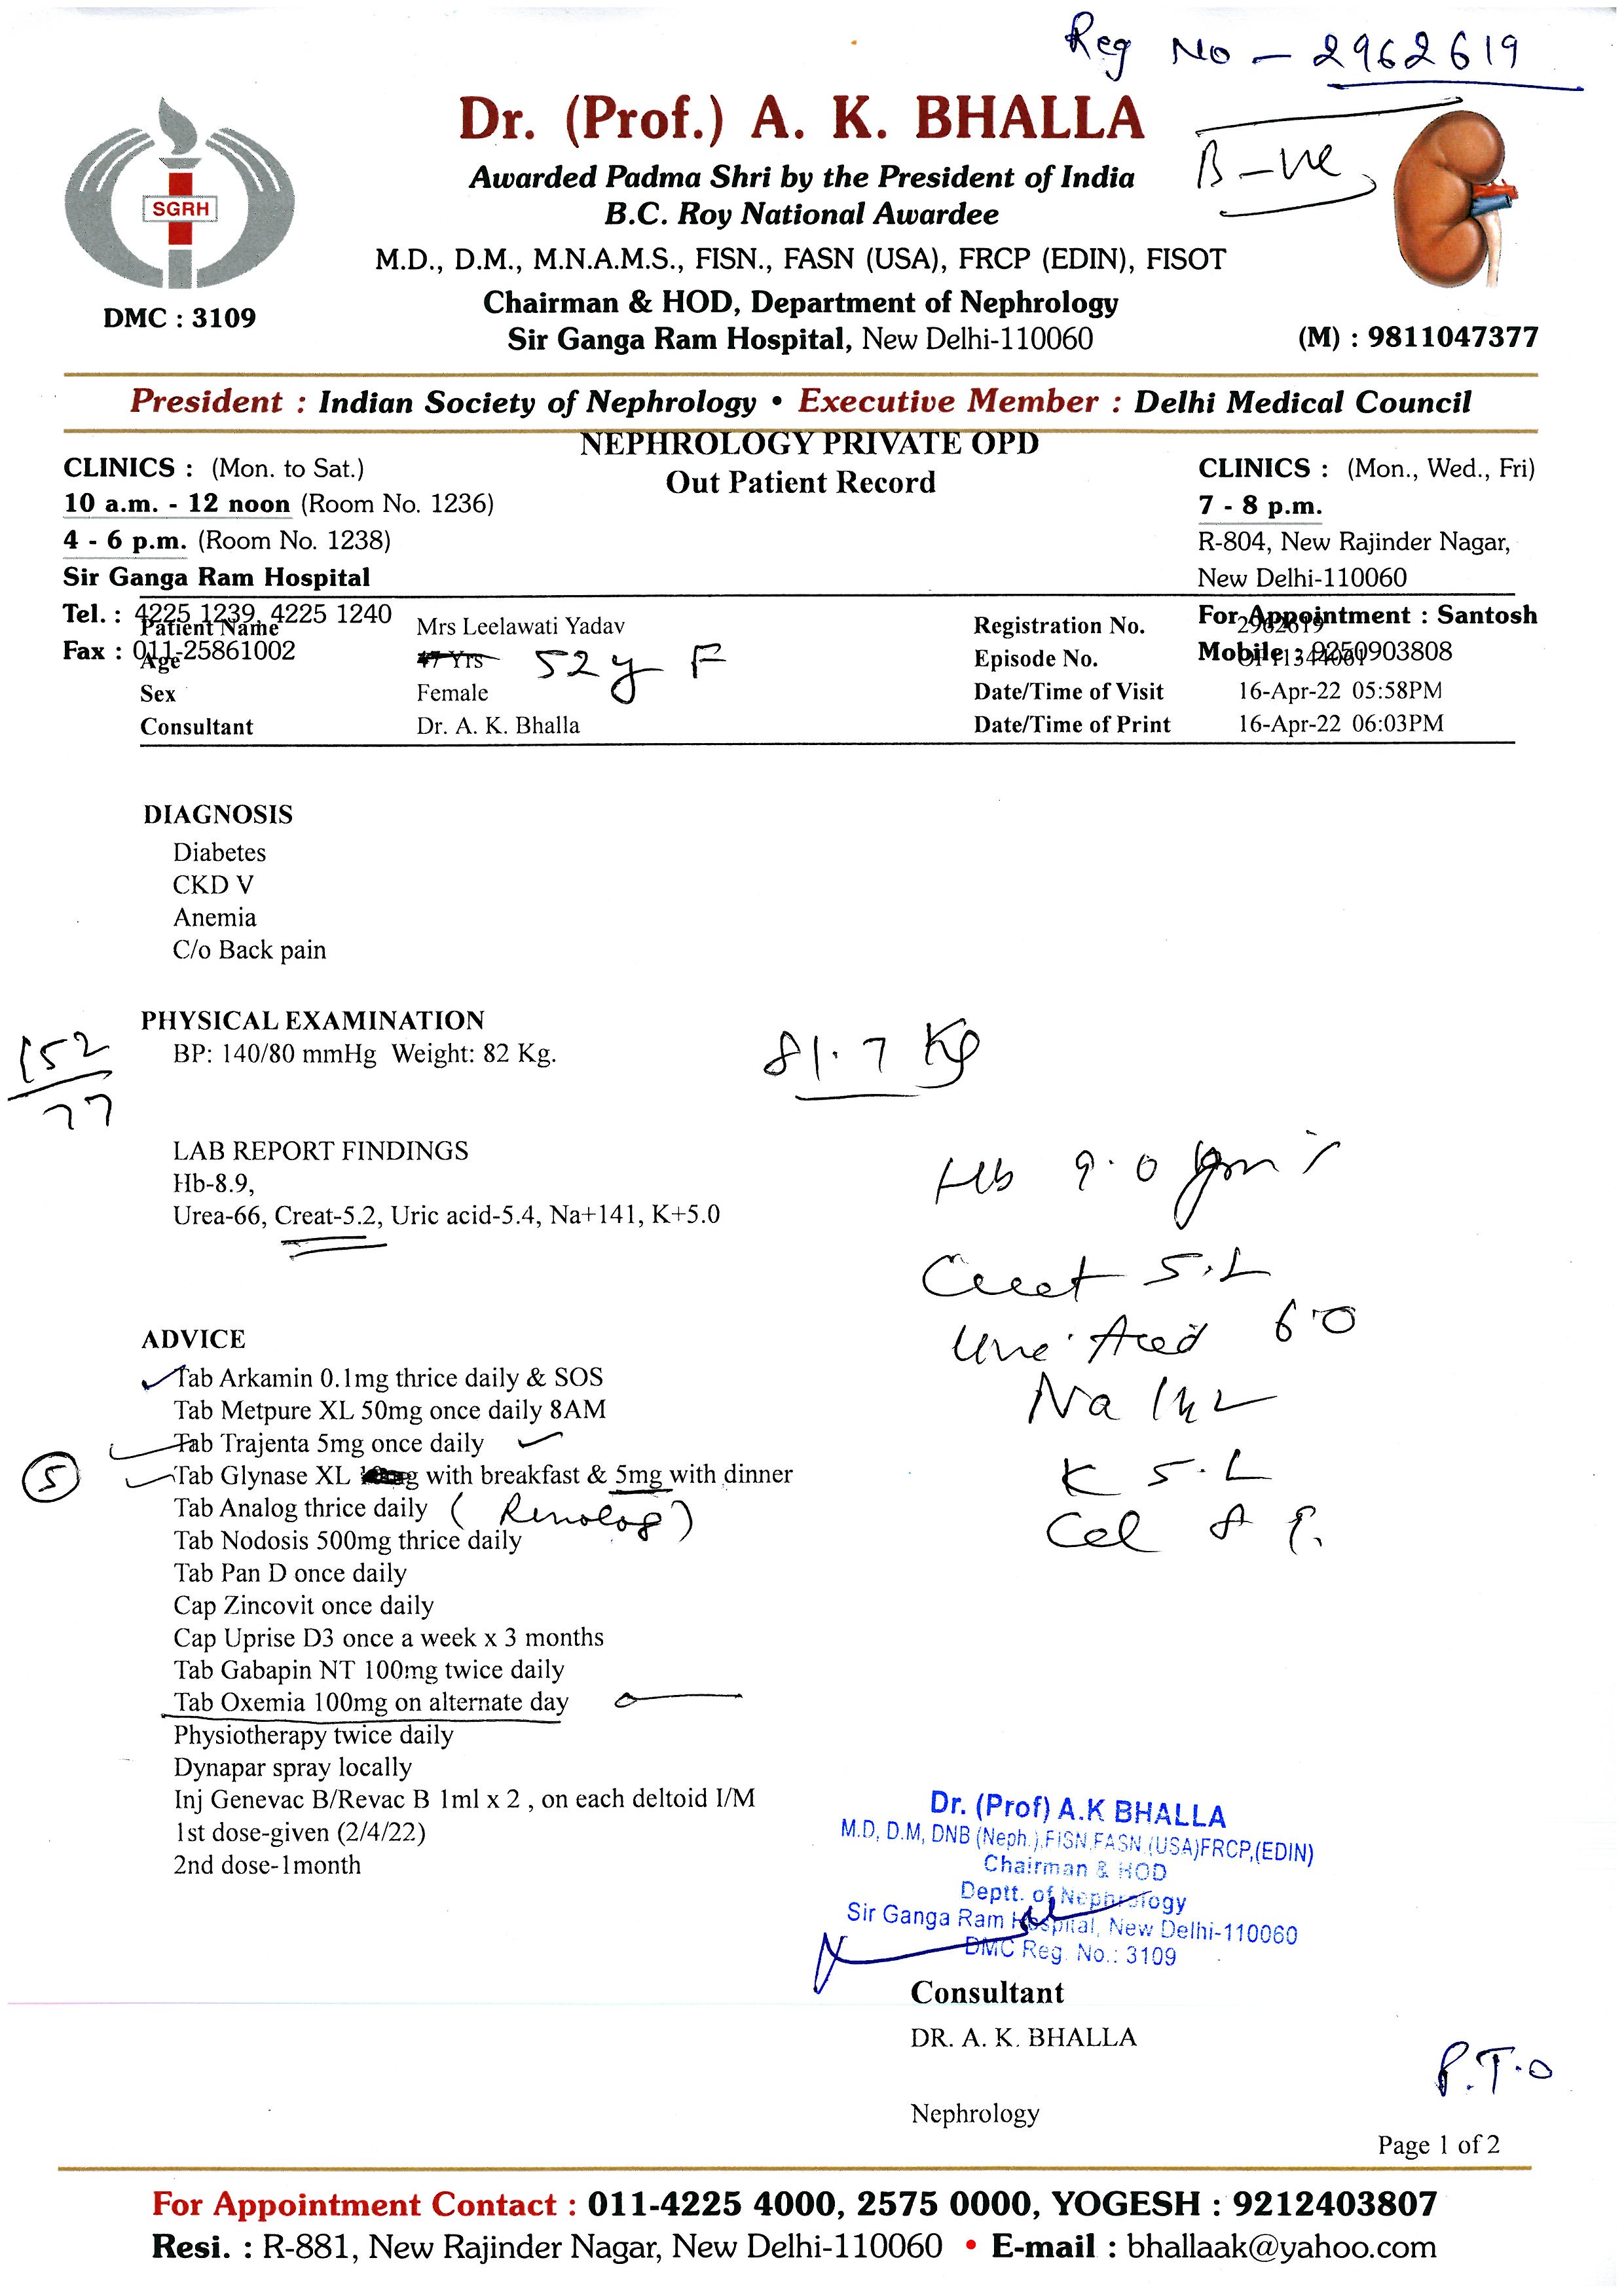 Reg No - 2962619
Dr. (Prof.) A. K. BHALLA
Awarded Padma Shri by the President of India
B-ve
B.C. Roy National Awardee
SGRH
M.D., D.M., M.N.A.M.S., FISN., FASN (USA), FRCP (EDIN), FISOT
Chairman & HOD, Department of Nephrology
DMC : 3109
Sir Ganga Ram Hospital, New Delhi-110060
(M) : 9811047377
President : Indian Society of Nephrology • Executive Member : Delhi Medical Council
NEPHROLOGY PRIVATE OPD
Out Patient Record
CLINICS : (Mon. to Sat.)
10 a.m. - 12 noon (Room No. 1236)
4 - 6 p.m. (Room No. 1238)
Sir Ganga Ram Hospital
Tel. : 4225 1239, 4225 1240
Fax : 011-25861002
CLINICS : (Mon., Wed., Fri)
7 - 8 p.m.
R-804, New Rajinder Nagar,
New Delhi-110060
For Appointment : Santosh
Mobile : 9250903808
Patient Name Mrs Leelawati Yadav
Age 47 Yrs 52 y F
Sex Female
Consultant Dr. A. K. Bhalla
Registration No. 2962619
Episode No.
Date/Time of Visit 16-Apr-22 05:58PM
Date/Time of Print 16-Apr-22 06:03PM
DIAGNOSIS
Diabetes
CKD V
Anemia
C/o Back pain
PHYSICAL EXAMINATION
BP: 140/80 mmHg Weight: 82 Kg.
152/77
81.7 Kg
LAB REPORT FINDINGS
Hb-8.9,
Urea-66, Creat-5.2, Uric acid-5.4, Na+141, K+5.0
Hb 9.0 gm%
Creat 5.2
Uric Acid 6.0
Na 142
K 5.2
Cal
ADVICE
Tab Arkamin 0.1mg thrice daily & SOS
Tab Metpure XL 50mg once daily 8AM
Tab Trajenta 5mg once daily
5 Tab Glynase XL with breakfast & 5mg with dinner
Tab Analog thrice daily (Renolog)
Tab Nodosis 500mg thrice daily
Tab Pan D once daily
Cap Zincovit once daily
Cap Uprise D3 once a week x 3 months
Tab Gabapin NT 100mg twice daily
Tab Oxemia 100mg on alternate day
Physiotherapy twice daily
Dynapar spray locally
Inj Genevac B/Revac B 1ml x 2 , on each deltoid I/M
1st dose-given (2/4/22)
2nd dose-1month
Dr. (Prof) A.K BHALLA
M.D, D.M, DNB (Neph.),FISN,FASN (USA)FRCP,(EDIN)
Chairman & HOD
Deptt. of Nephrology
Sir Ganga Ram Hospital, New Delhi-110060
DMC Reg. No.: 3109
Consultant
DR. A. K. BHALLA
Nephrology
P.T.O
Page 1 of 2
For Appointment Contact : 011-4225 4000, 2575 0000, YOGESH : 9212403807
Resi. : R-881, New Rajinder Nagar, New Delhi-110060 • E-mail : bhallaak@yahoo.com